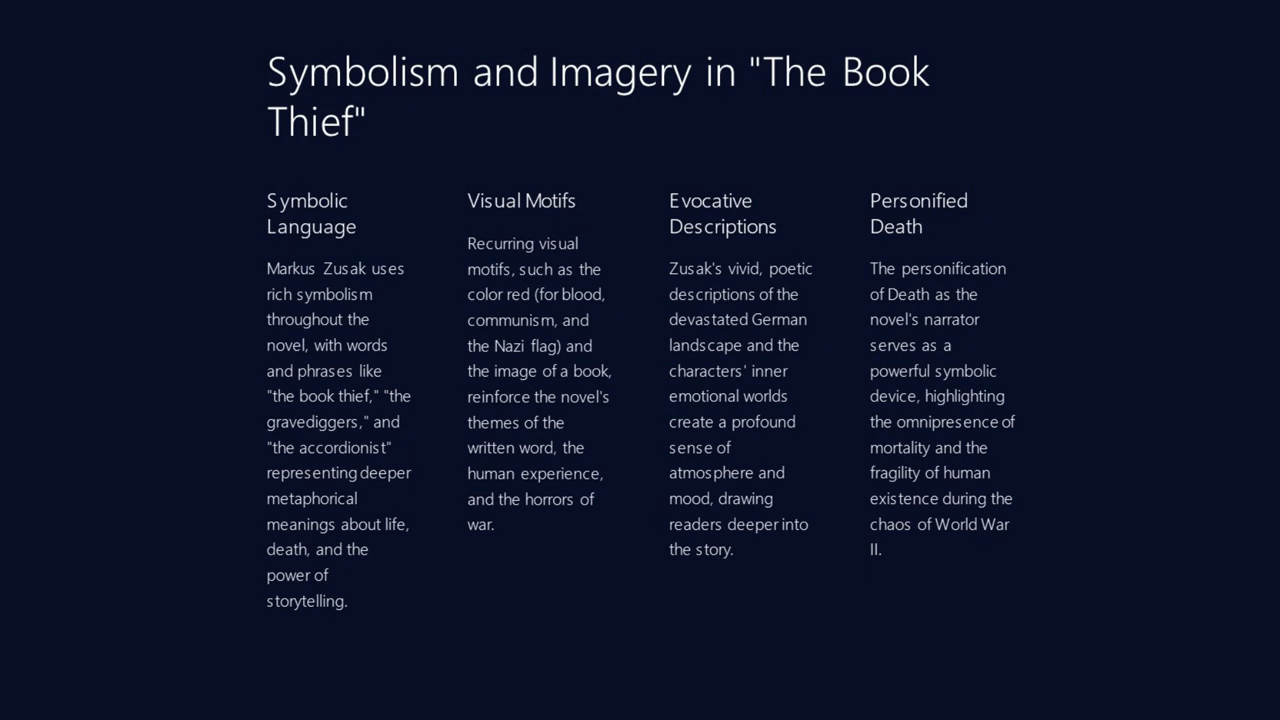 Symbolism and Imagery in "The Book
Thief"
Symbolic
Language
Markus Zusak uses
rich symbolism
throughout the
novel, with words
and phrases like
"the book thief," "the
gravediggers," and
"the accordionist"
representing deeper
metaphorical
meanings about life,
death, and the
power of
storytelling.
Visual Motifs
Recurring visual
motifs, such as the
color red (for blood,
communism, and
the Nazi flag) and
the image of a book,
reinforce the novel's
themes of the
written word, the
human experience,
and the horrors of
war.
Evocative
Descriptions
Zusak's vivid, poetic
descriptions of the
devastated German
landscape and the
characters' inner
emotional worlds
create a profound
sense of
atmosphere and
mood, drawing
readers deeper into
the story.
Personified
Death
The personification
of Death as the
novel's narrator
serves as a
powerful symbolic
device, highlighting
the omnipresence of
mortality and the
fragility of human
existence during the
chaos of World War
II.